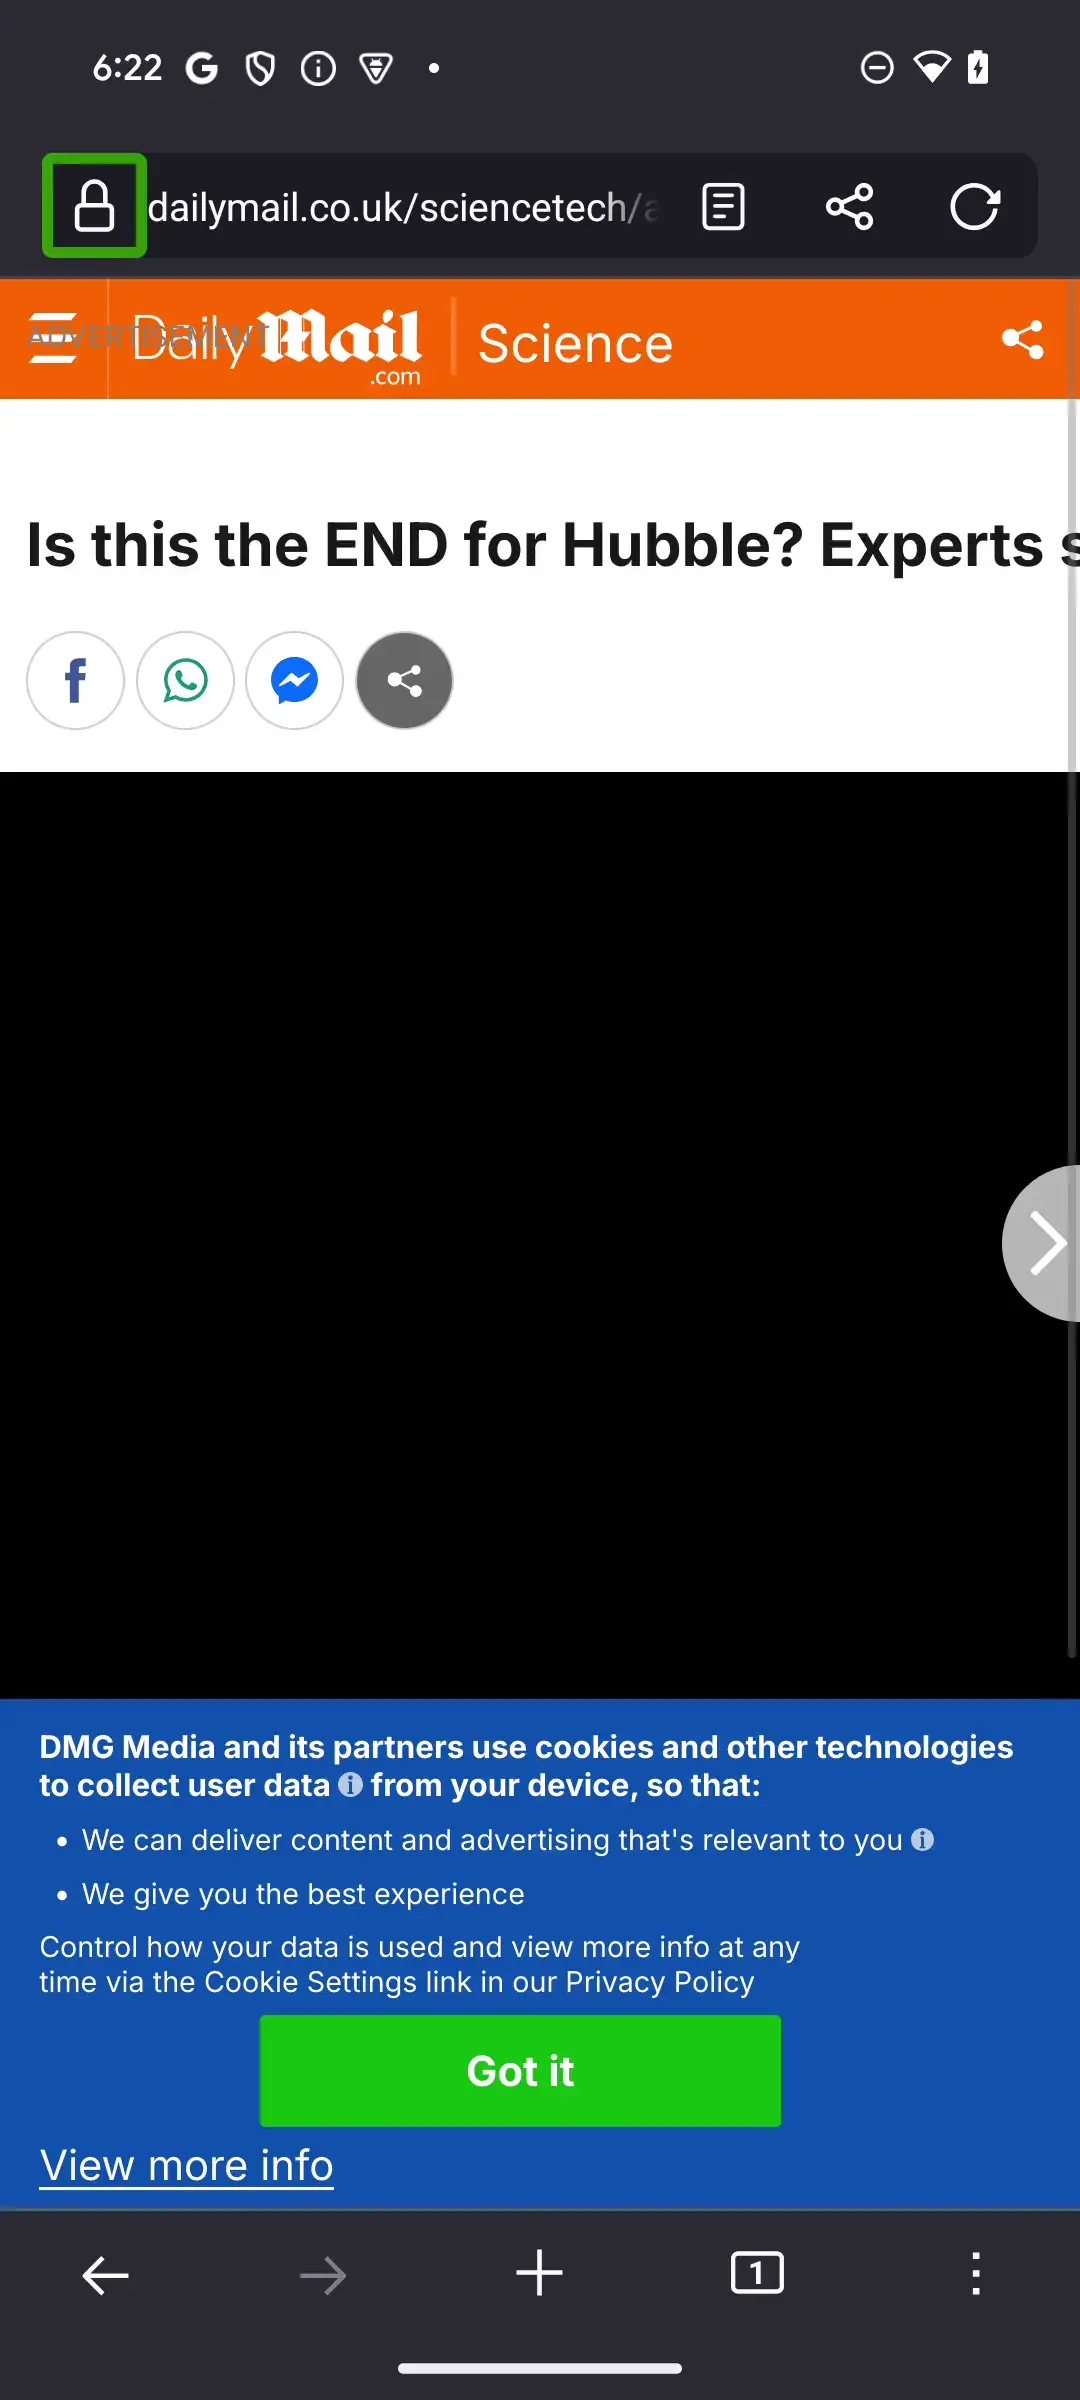 6:22
dailymail.co.uk/sciencetech/a
ADVERTISEMENT
Daily Mail
.com
Science
Is this the END for Hubble? Experts s
DMG Media and its partners use cookies and other technologies
to collect user data from your device, so that:
• We can deliver content and advertising that's relevant to you
• We give you the best experience
Control how your data is used and view more info at any
time via the Cookie Settings link in our Privacy Policy
Got it
View more info
1